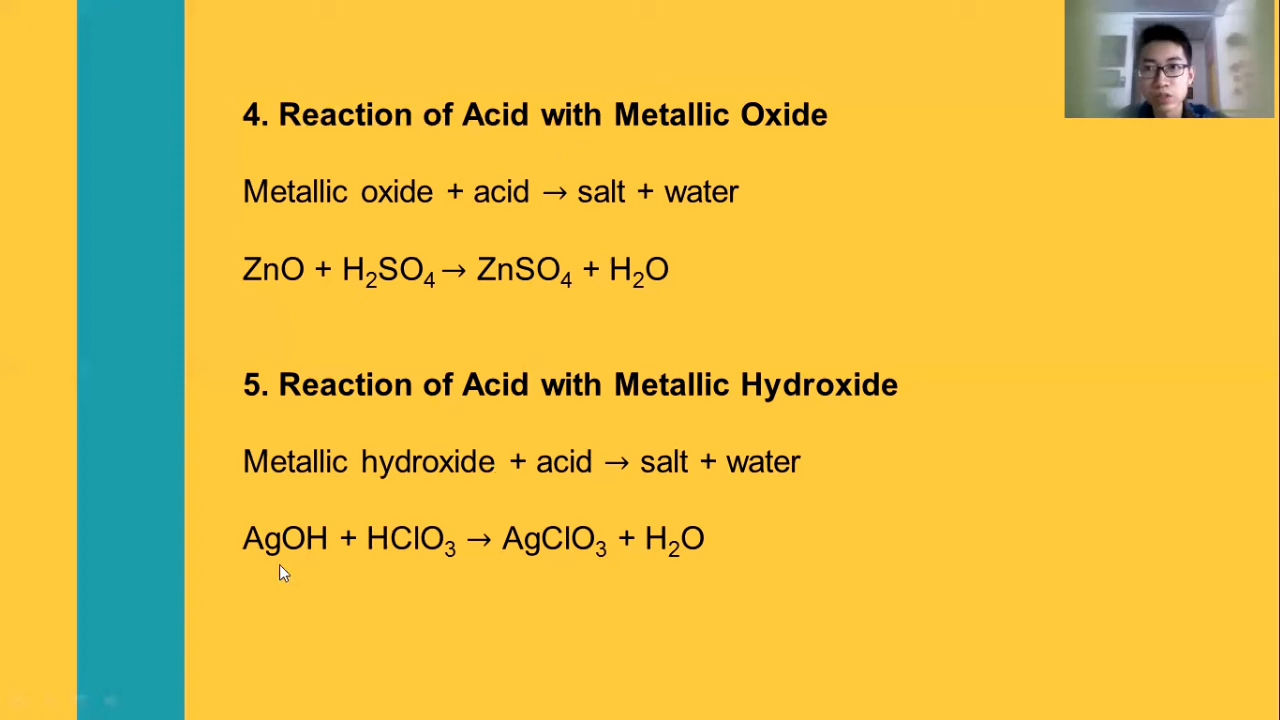 4. Reaction of Acid with Metallic Oxide
Metallic oxide + acid → salt + water
ZnO + H₂SO₄ → ZnSO₄ + H₂O
5. Reaction of Acid with Metallic Hydroxide
Metallic hydroxide + acid → salt + water
AgOH + HClO₃ → AgClO₃ + H₂O